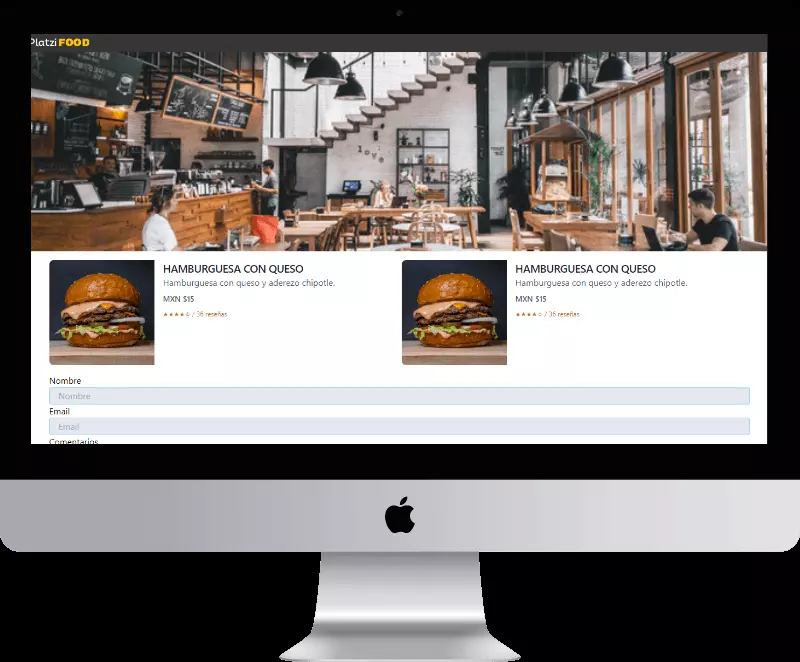 Platzi FOOD
love
HAMBURGUESA CON QUESO
Hamburguesa con queso y aderezo chipotle.
MXN $15
★★★★☆ / 36 reseñas
HAMBURGUESA CON QUESO
Hamburguesa con queso y aderezo chipotle.
MXN $15
★★★★☆ / 36 reseñas
Nombre
Nombre
Email
Email
Comentarios